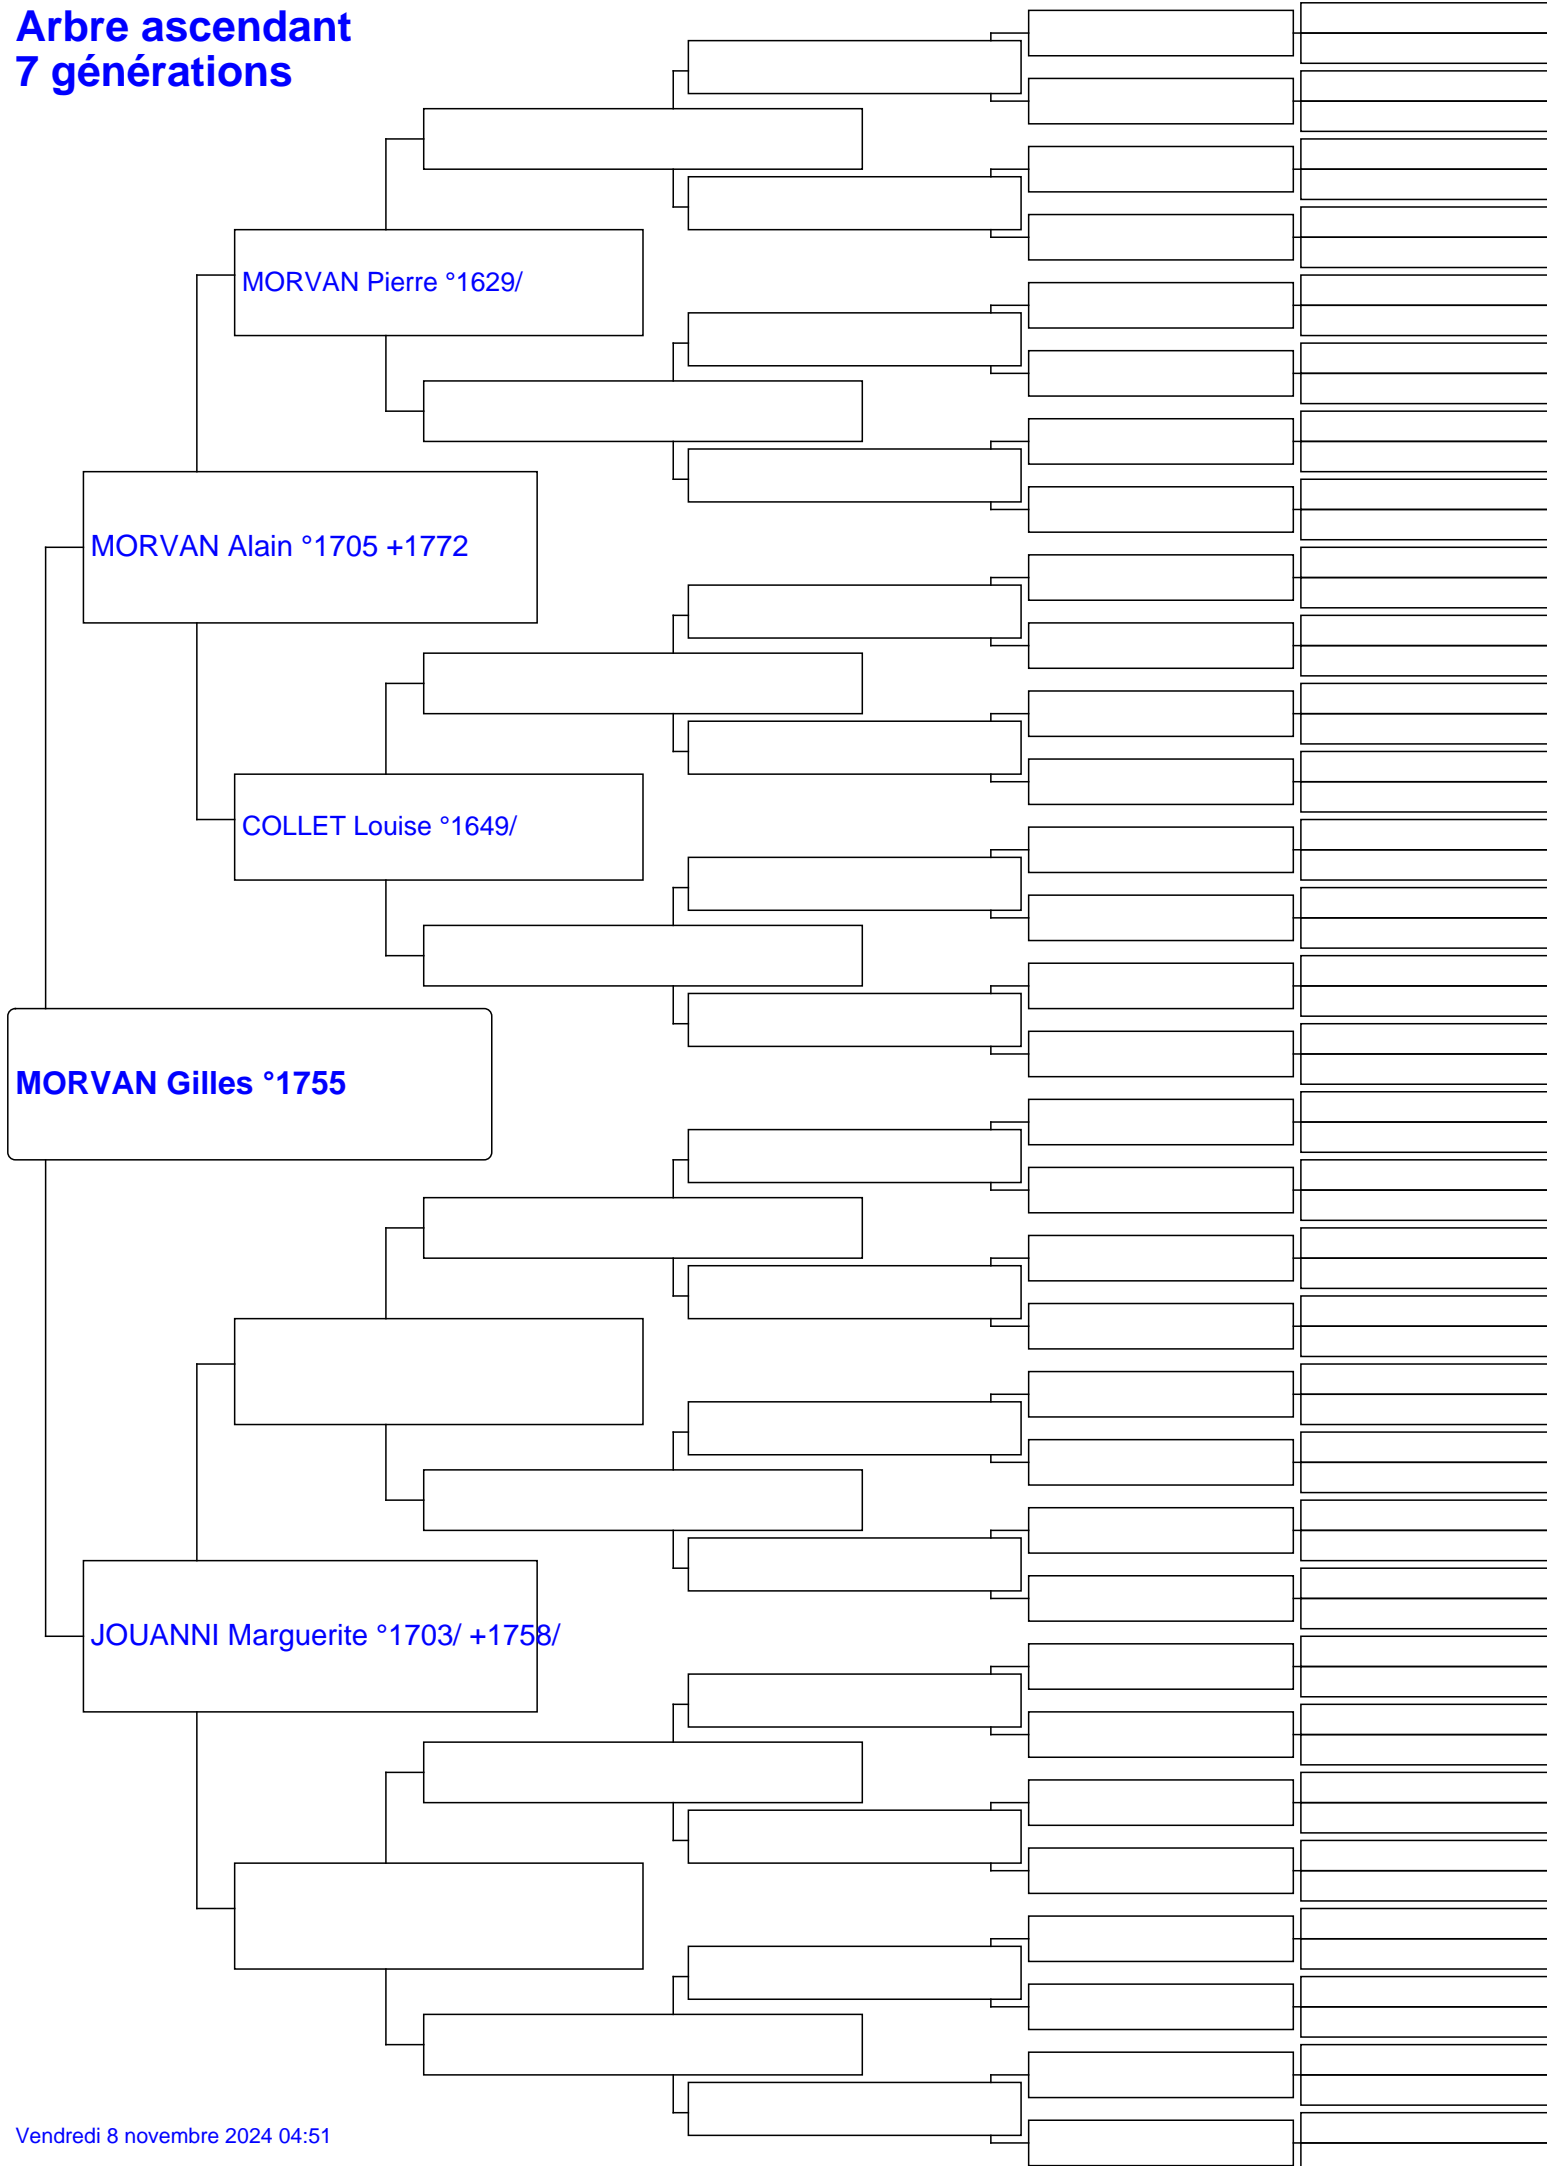 Arbre ascendant
7 générations
MORVAN Pierre °1629/
MORVAN Alain °1705 +1772
COLLET Louise °1649/
MORVAN Gilles °1755
JOUANNI Marguerite °1703/ +1758/
Vendredi 8 novembre 2024 04:51